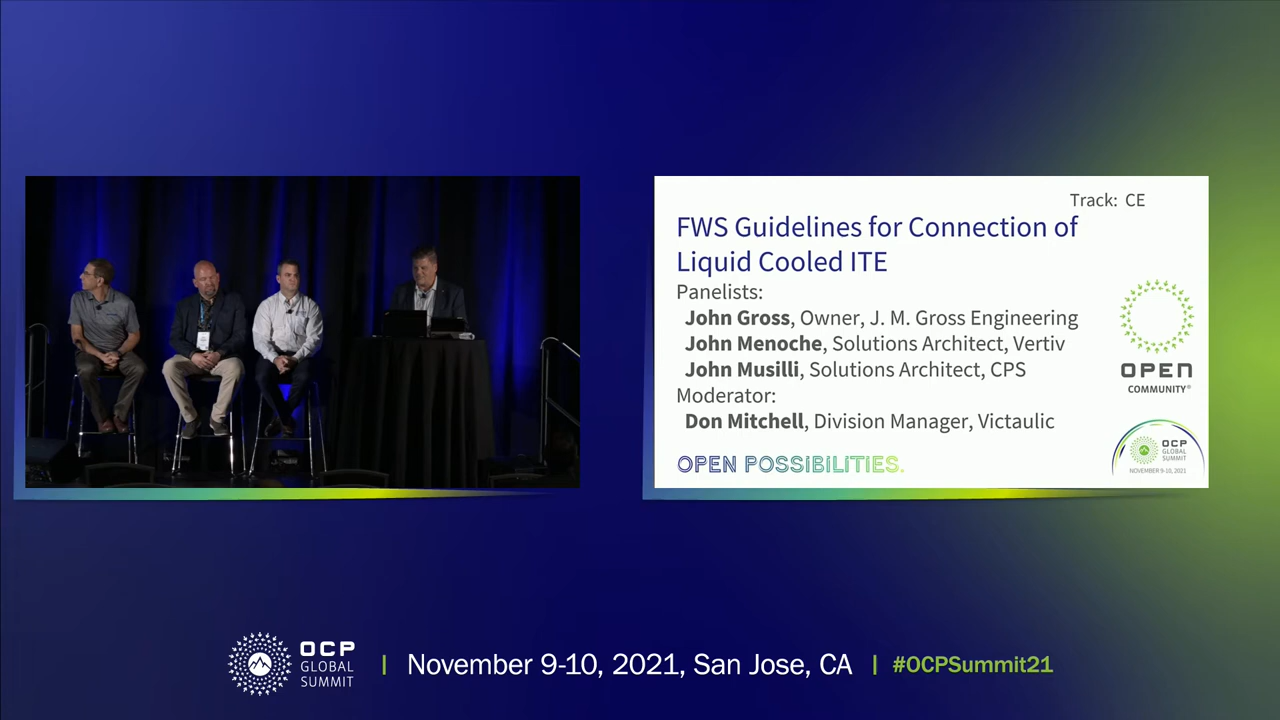 Track: CE
FWS Guidelines for Connection of
Liquid Cooled ITE
Panelists:
John Gross, Owner, J. M. Gross Engineering
John Menoche, Solutions Architect, Vertiv
John Musilli, Solutions Architect, CPS
Moderator:
Don Mitchell, Division Manager, Victaulic
OPEN POSSIBILITIES.
OPEN
COMMUNITY®
OCP
GLOBAL
SUMMIT
NOVEMBER 9-10, 2021
OCP
GLOBAL
SUMMIT
| November 9-10, 2021, San Jose, CA | #OCPSummit21